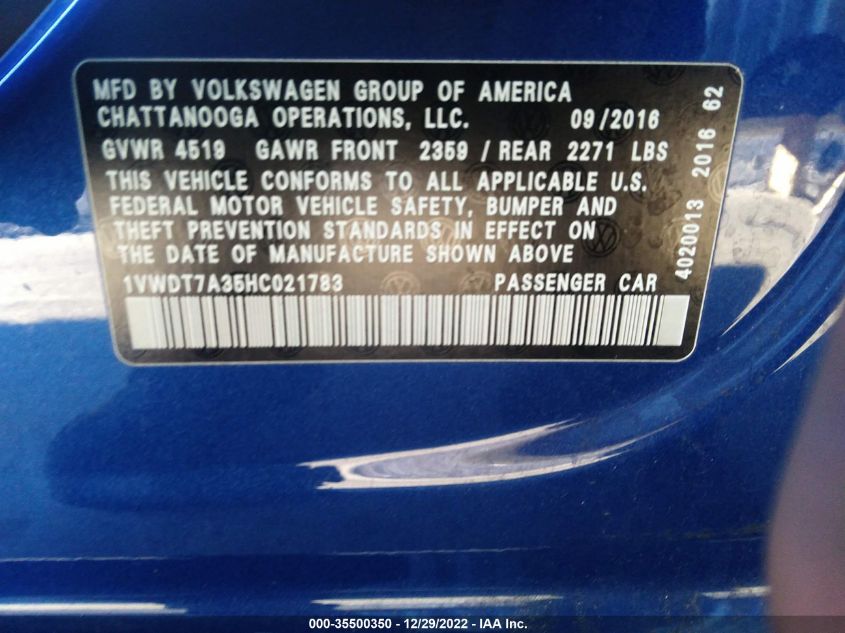 MFD BY VOLKSWAGEN GROUP OF AMERICA
CHATTANOOGA OPERATIONS, LLC. 09/2016
GVWR 4519 GAWR FRONT 2359 / REAR 2271 LBS
THIS VEHICLE CONFORMS TO ALL APPLICABLE U.S.
FEDERAL MOTOR VEHICLE SAFETY, BUMPER AND
THEFT PREVENTION STANDARDS IN EFFECT ON
THE DATE OF MANUFACTURE SHOWN ABOVE
1VWDT7A35HC021783 PASSENGER CAR
4020013 2016 62
000-35500350 - 12/29/2022 - IAA Inc.